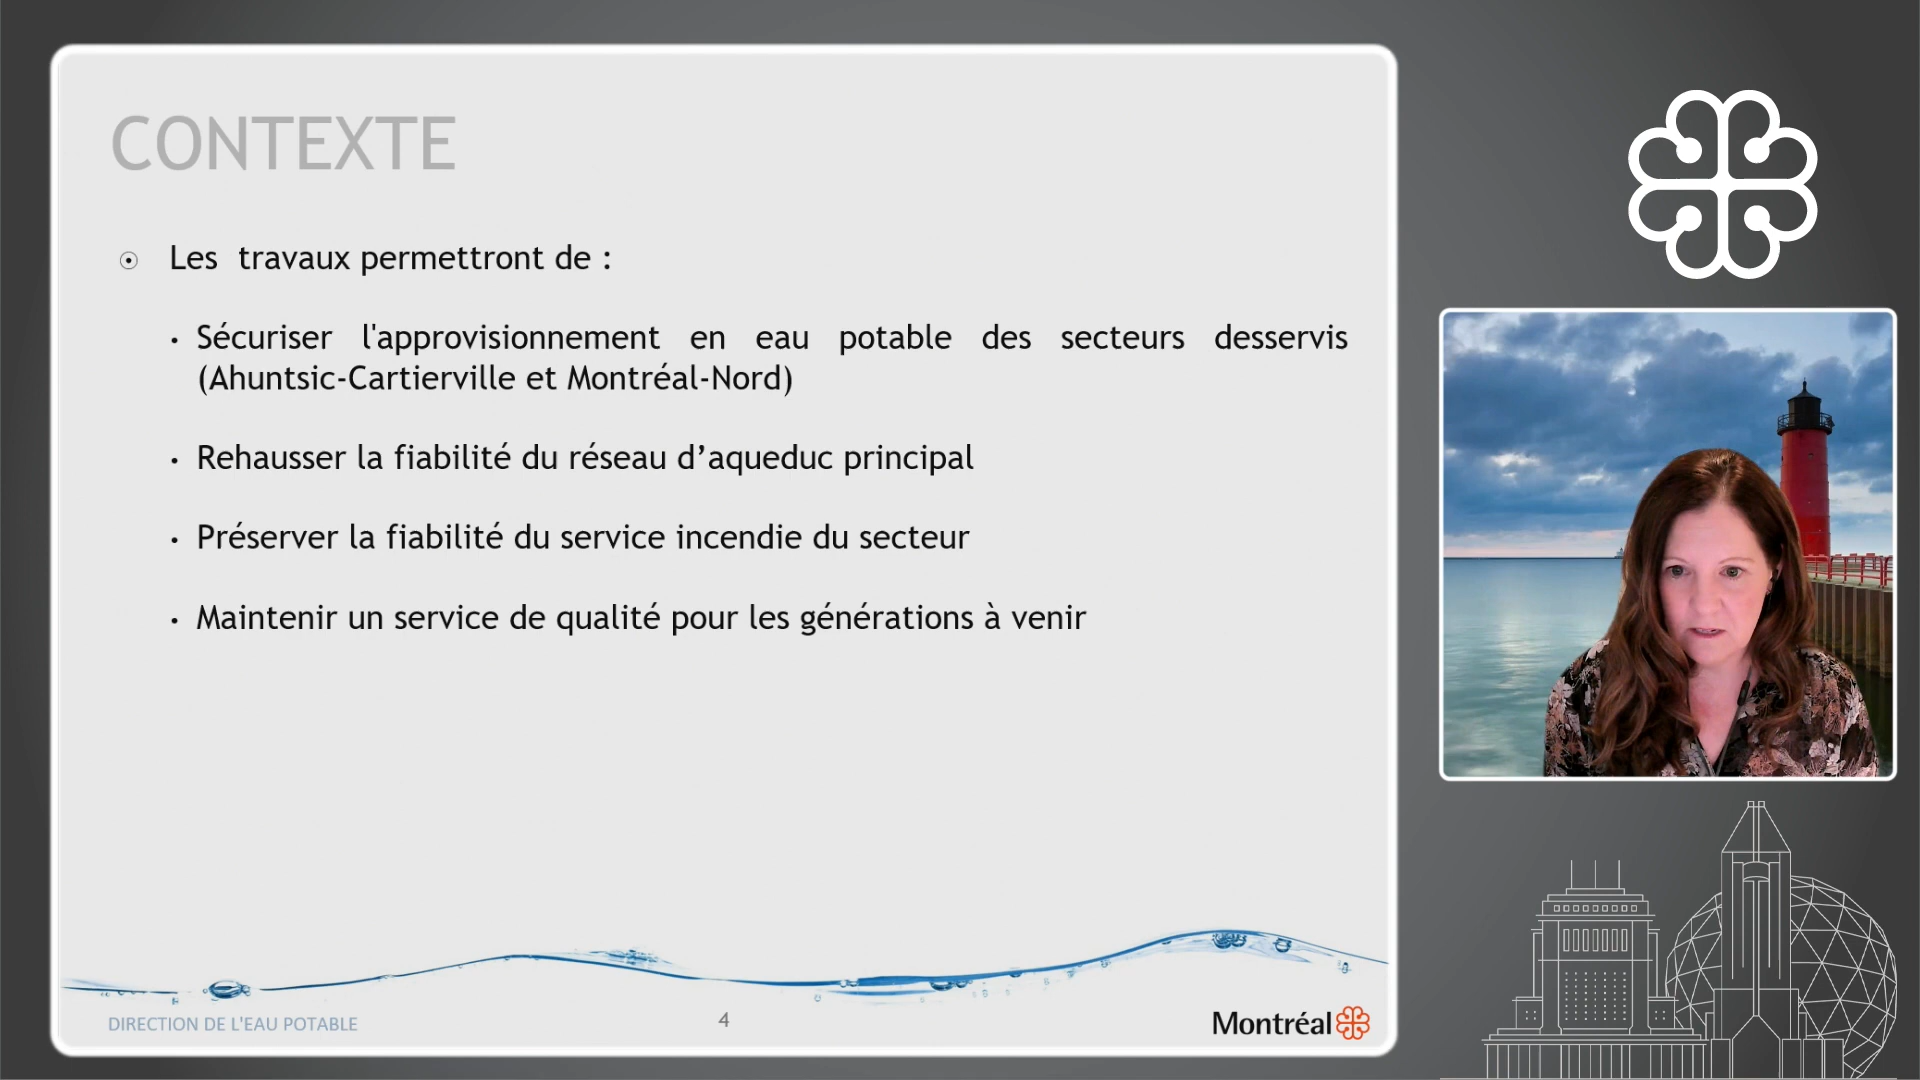 CONTEXTE
Les travaux permettront de :
Sécuriser l'approvisionnement en eau potable des secteurs desservis
(Ahuntsic-Cartierville et Montréal-Nord)
Rehausser la fiabilité du réseau d’aqueduc principal
Préserver la fiabilité du service incendie du secteur
Maintenir un service de qualité pour les générations à venir
DIRECTION DE L'EAU POTABLE
4
Montréal